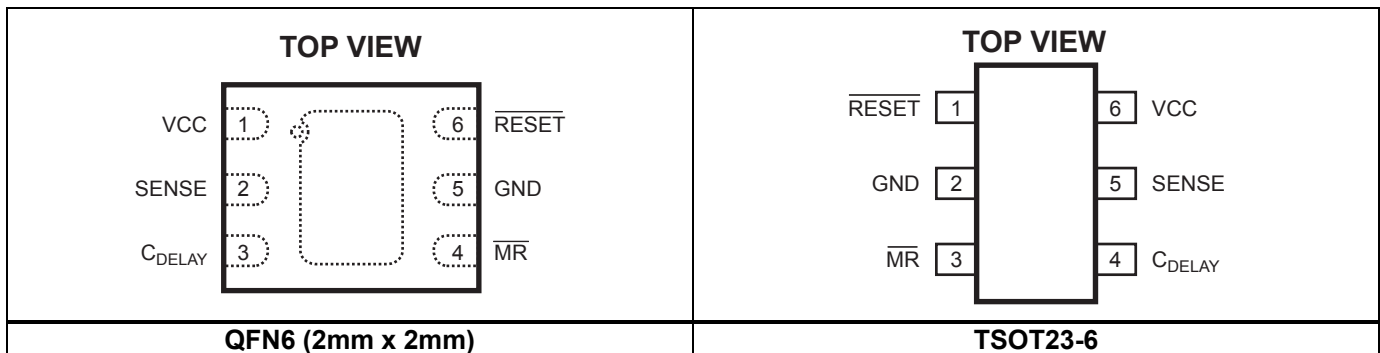 TOP VIEW
VCC 1 6 RESET
SENSE 2 5 GND
CDELAY 3 4 MR
QFN6 (2mm x 2mm)
TOP VIEW
RESET 1 6 VCC
GND 2 5 SENSE
MR 3 4 CDELAY
TSOT23-6